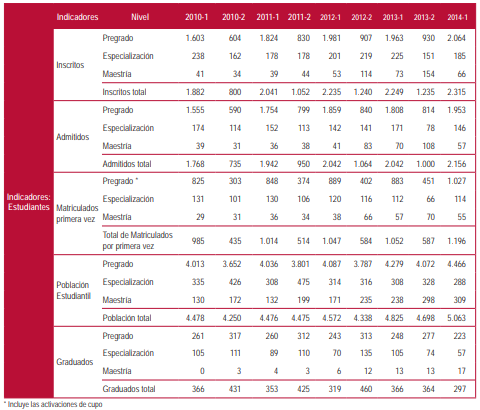 Indicadores Nivel 2010-1 2010-2 2011-1 2011-2 2012-1 2012-2 2013-1 2013-2 2014-1
Pregrado 1.603 604 1.824 830 1.981 907 1.963 930 2.064
Inscritos Especialización 238 162 178 178 201 219 225 151 185
Maestría 41 34 39 44 53 114 73 154 66
Inscritos total 1.882 800 2.041 1.052 2.235 1.240 2.249 1.235 2.315
Pregrado 1.555 590 1.754 799 1.859 840 1.808 814 1.953
Admitidos Especialización 174 114 152 113 142 141 171 78 146
Maestría 39 31 36 38 41 83 70 108 57
Admitidos total 1.768 735 1.942 950 2.042 1.064 2.042 1.000 2.156
Pregrado * 825 303 848 374 889 402 883 451 1.027
Indicadores:
Estudiantes
Matriculados
primera vez
Especialización 131 101 130 106 120 116 112 66 114
Maestría 29 31 36 34 38 66 57 70 55
Total de Matriculados
por primera vez 985 435 1.014 514 1.047 584 1.052 587 1.196
Pregrado 4.013 3.652 4.036 3.801 4.087 3.787 4.279 4.072 4.466
Población
Estudiantil
Especialización 335 426 308 475 314 316 308 328 288
Maestría 130 172 132 199 171 235 238 298 309
Población total 4.478 4.250 4.476 4.475 4.572 4.338 4.825 4.698 5.063
Pregrado 261 317 260 312 243 313 248 277 223
Graduados Especialización 105 111 89 110 70 135 105 74 57
Maestría 0 3 4 3 6 12 13 13 17
Graduados total 366 431 353 425 319 460 366 364 297
* Incluye las activaciones de cupo